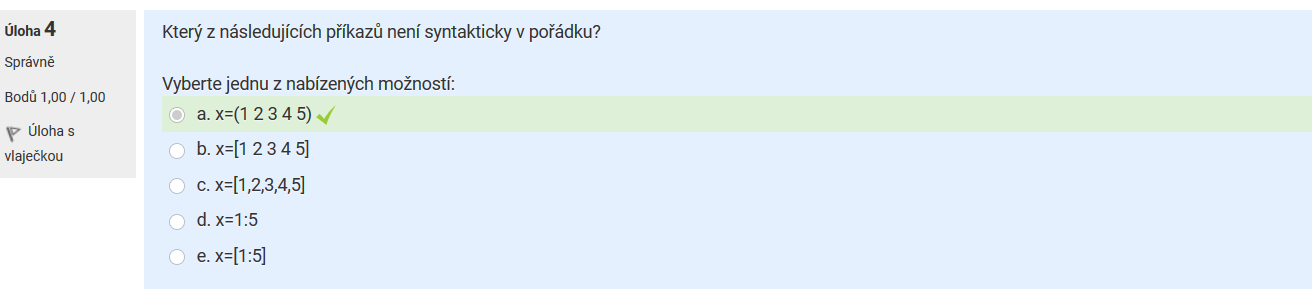 Úloha 4
Správně
Bodů 1,00 / 1,00
Úloha s
vlaječkou
Který z následujících příkazů není syntakticky v pořádku?
Vyberte jednu z nabízených možností:
a. x=(1 2 3 4 5)
b. x=[1 2 3 4 5]
c. x=[1,2,3,4,5]
d. x=1:5
e. x=[1:5]